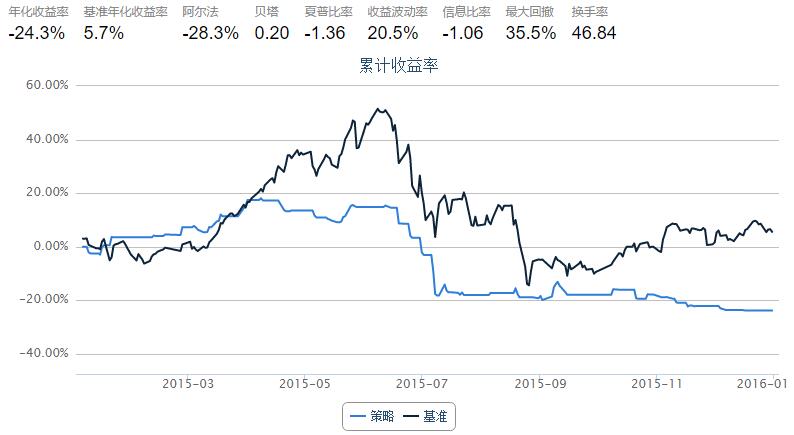 年化收益率 基准年化收益率 阿尔法 贝塔 夏普比率 收益波动率 信息比率 最大回撤 换手率
-24.3% 5.7% -28.3% 0.20 -1.36 20.5% -1.06 35.5% 46.84
累计收益率
60.00%
40.00%
20.00%
0.00%
-20.00%
-40.00%
2015-03 2015-05 2015-07 2015-09 2015-11 2016-01
策略 基准